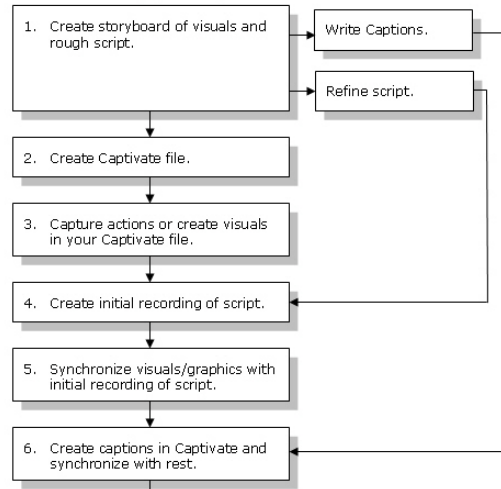 1. Create storyboard of visuals and
rough script.
Write Captions.
Refine script.
2. Create Captivate file.
3. Capture actions or create visuals
in your Captivate file.
4. Create initial recording of script.
5. Synchronize visuals/graphics with
initial recording of script.
6. Create captions in Captivate and
synchronize with rest.